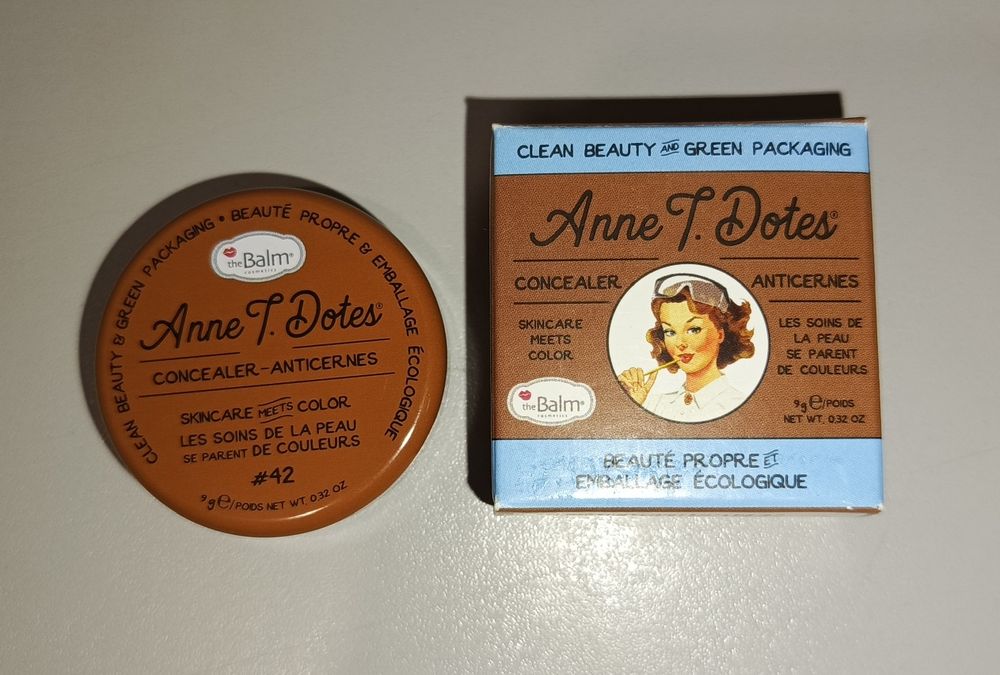 CLEAN BEAUTY & GREEN PACKAGING • BEAUTÉ PROPRE & EMBALLAGE ÉCOLOGIQUE
theBalm®
cosmetics
Anne T. Dotes®
CONCEALER-ANTICERNES
SKINCARE MEETS COLOR
LES SOINS DE LA PEAU
SE PARENT DE COULEURS
#42
9g ℮/POIDS NET WT. 0.32 OZ
CLEAN BEAUTY AND GREEN PACKAGING
Anne T. Dotes®
CONCEALER
ANTICERNES
SKINCARE
MEETS
COLOR
LES SOINS DE
LA PEAU
SE PARENT
DE COULEURS
theBalm®
cosmetics
9g ℮/POIDS
NET WT. 0.32 OZ
BEAUTÉ PROPRE ET
EMBALLAGE ÉCOLOGIQUE